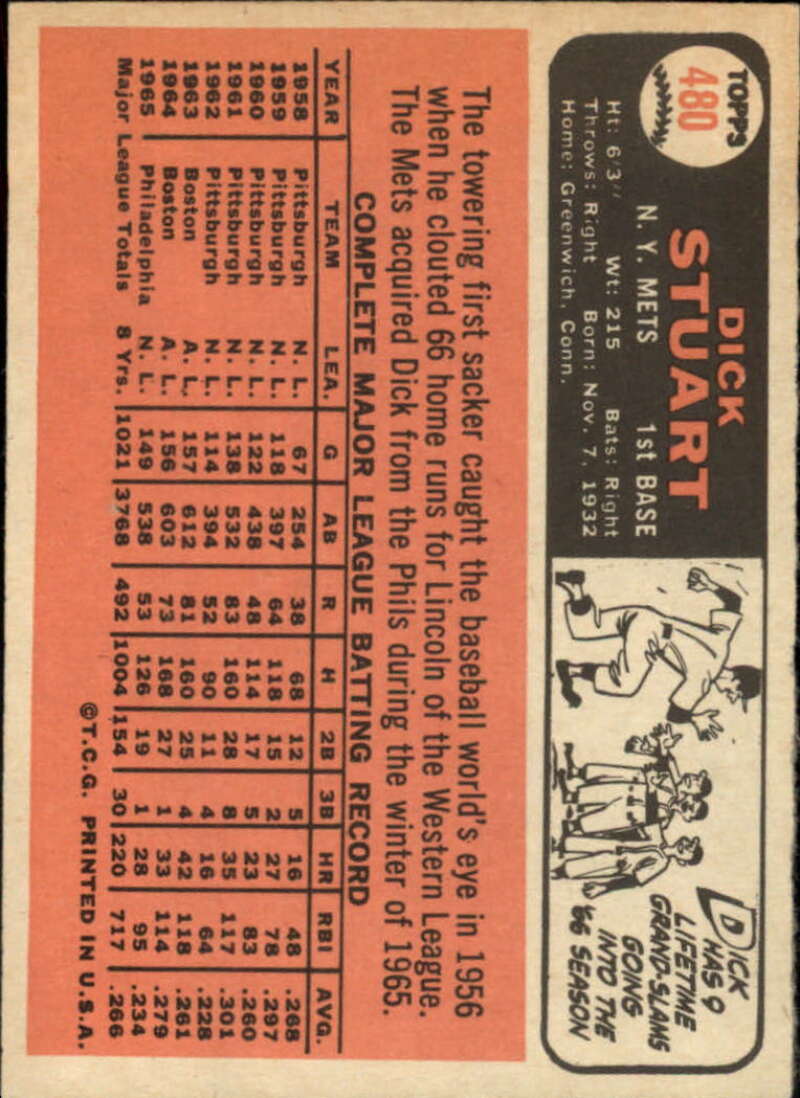 TOPPS
480
DICK
STUART
N. Y. METS 1st BASE
Ht: 6'3" Wt: 215 Bats: Right
Throws: Right Born: Nov. 7, 1932
Home: Greenwich, Conn.
DICK
HAS 9
LIFETIME
GRAND-SLAMS
GOING
INTO THE
'66 SEASON
The towering first sacker caught the baseball world's eye in 1956
when he clouted 66 home runs for Lincoln of the Western League.
The Mets acquired Dick from the Phils during the winter of 1965.
COMPLETE MAJOR LEAGUE BATTING RECORD
YEAR TEAM LEA. G AB R H 2B 3B HR RBI AVG.
1958 Pittsburgh N. L. 67 254 38 68 12 5 16 48 .268
1959 Pittsburgh N. L. 118 397 64 118 15 2 27 78 .297
1960 Pittsburgh N. L. 122 438 48 114 17 5 23 83 .260
1961 Pittsburgh N. L. 138 532 83 160 28 8 35 117 .301
1962 Pittsburgh N. L. 114 394 52 90 11 4 16 64 .228
1963 Boston A. L. 157 612 81 160 25 4 42 118 .261
1964 Boston A. L. 156 603 73 168 27 1 33 114 .279
1965 Philadelphia N. L. 149 538 53 126 19 1 28 95 .234
Major League Totals 8 Yrs. 1021 3768 492 1004 154 30 220 717 .266
©T.C.G. PRINTED IN U.S.A.